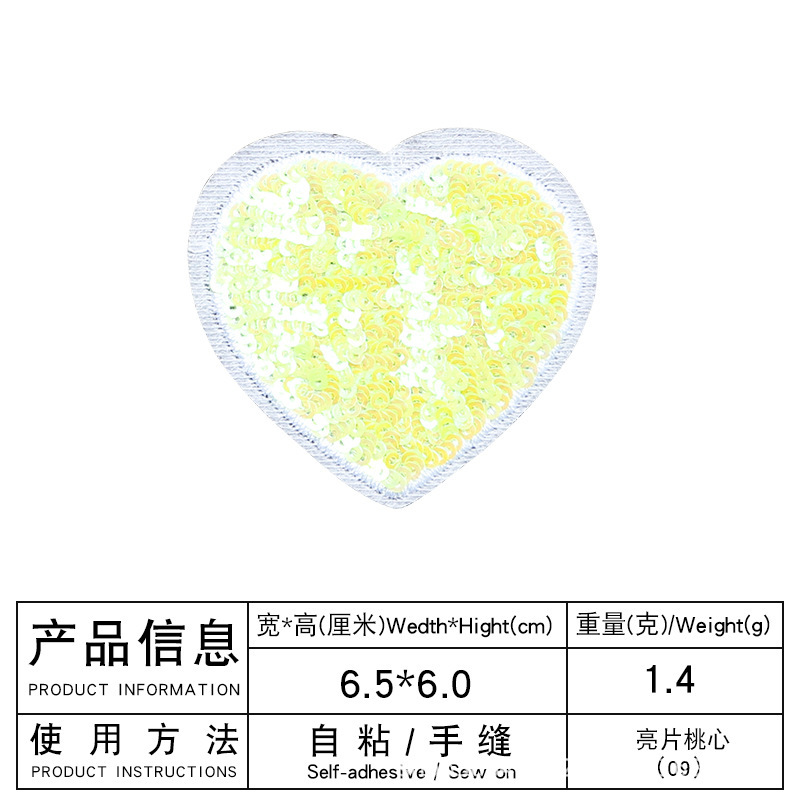 产品信息
PRODUCT INFORMATION
宽*高(厘米)Wedth*Hight(cm)
重量(克)/Weight(g)
6.5*6.0
1.4
使用方法
PRODUCT INSTRUCTIONS
自粘/手缝
Self-adhesive / Sew on
亮片桃心
(09)